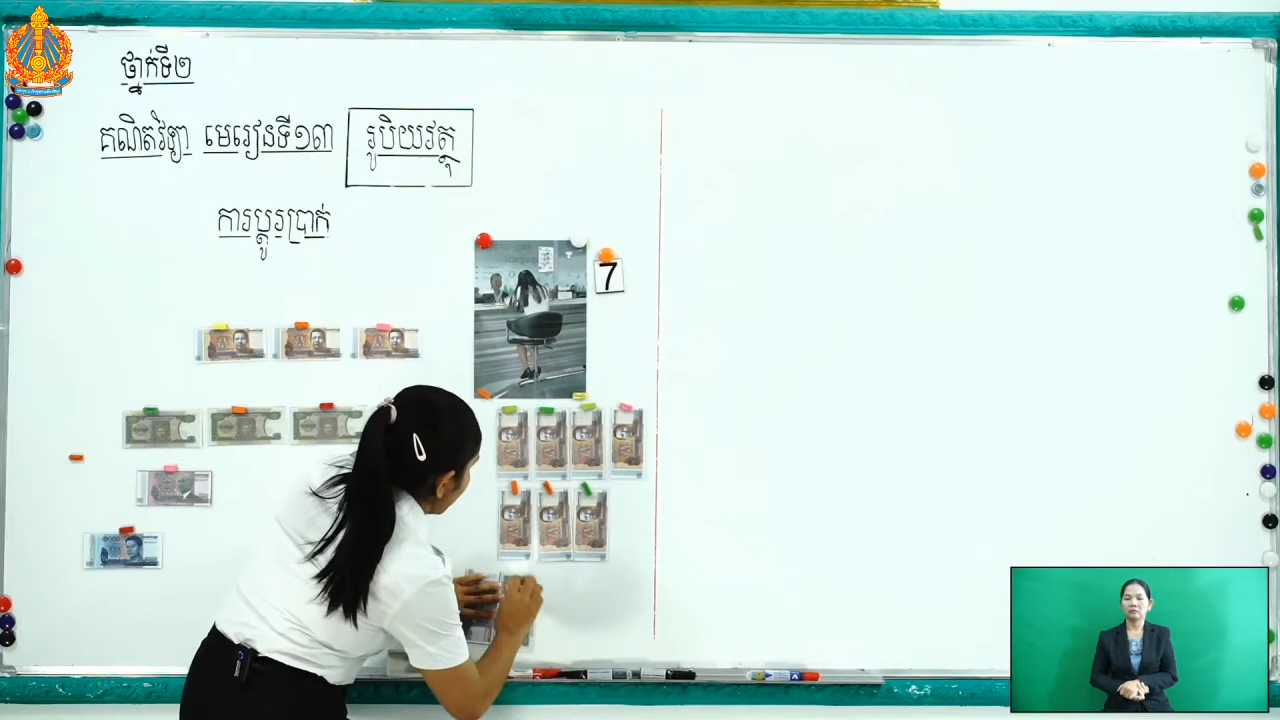 ថ្នាក់ទី២
គណិតវិទ្យា មេរៀនទី១៣ រូបិយវត្ថុ
ការប្តូរប្រាក់
7